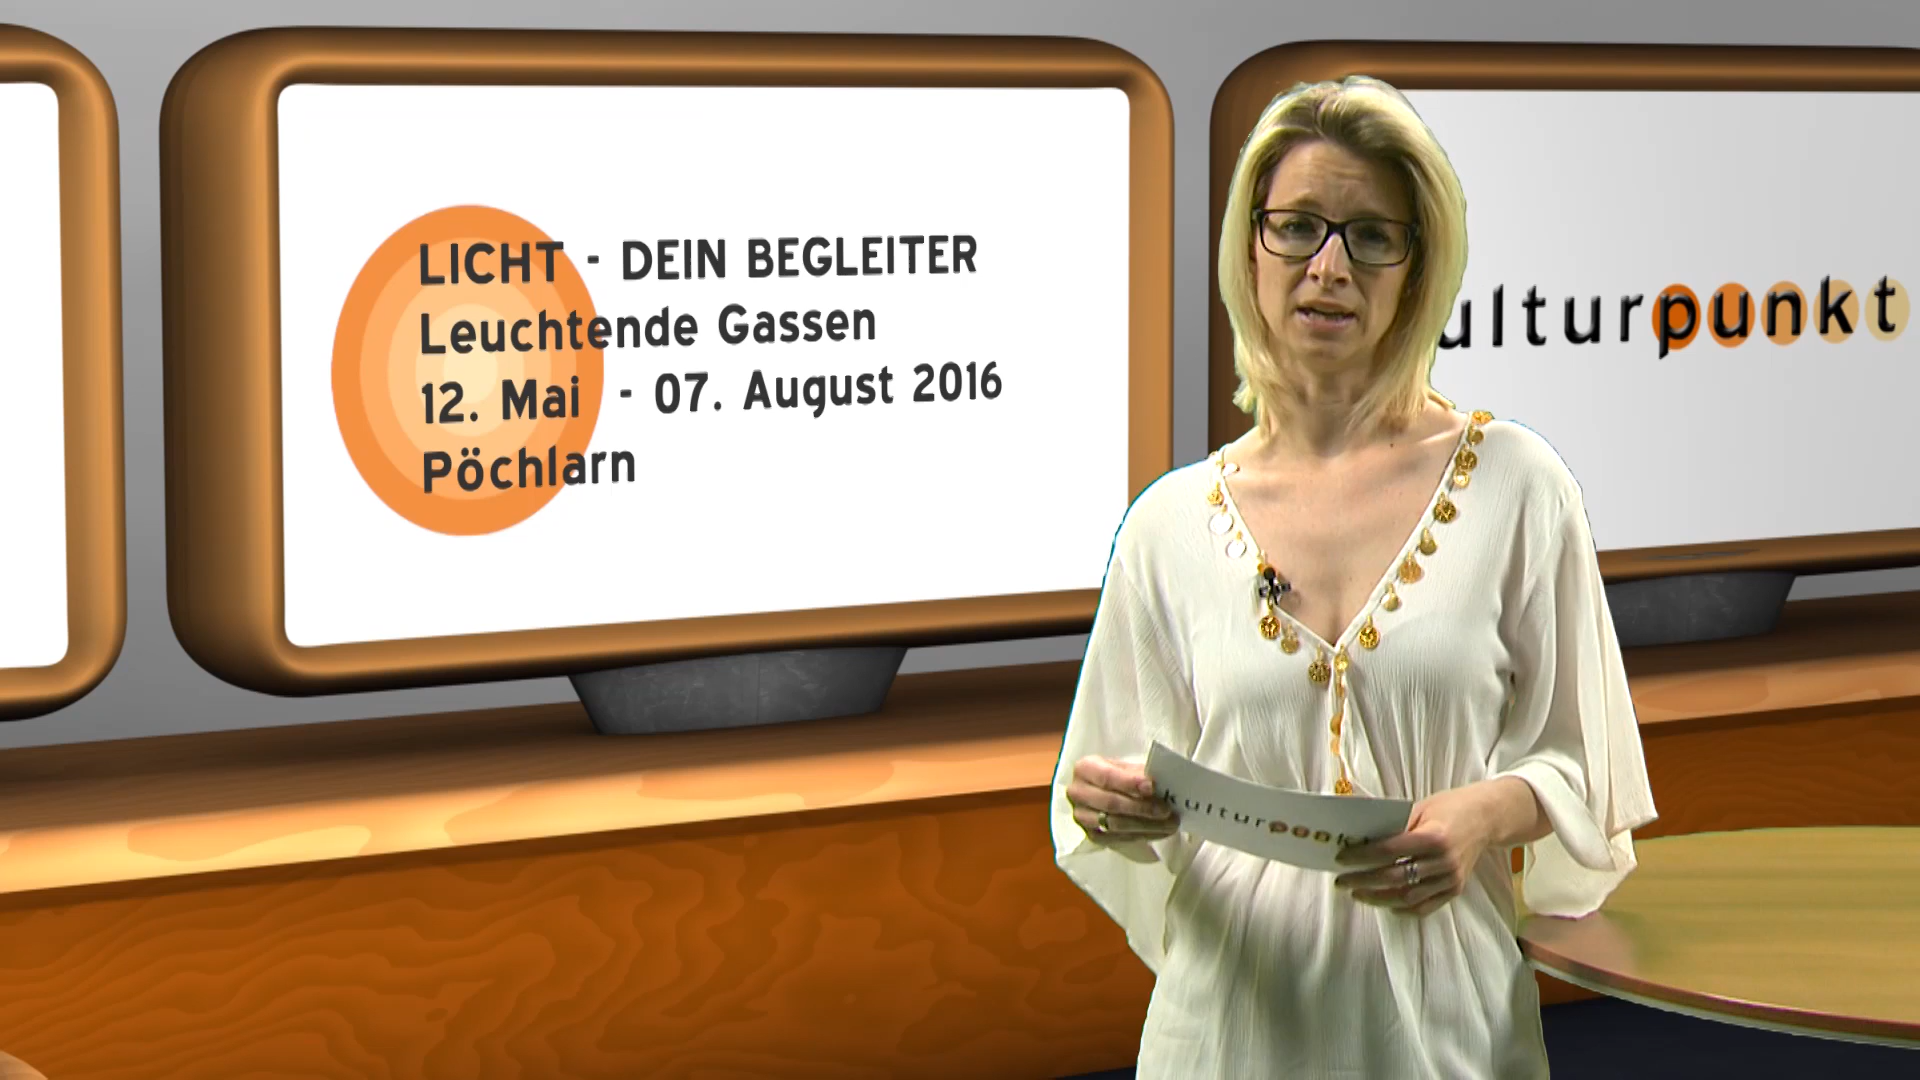 LICHT - DEIN BEGLEITER
Leuchtende Gassen
12. Mai - 07. August 2016
Pöchlarn
ulturpunkt
kulturpunkt